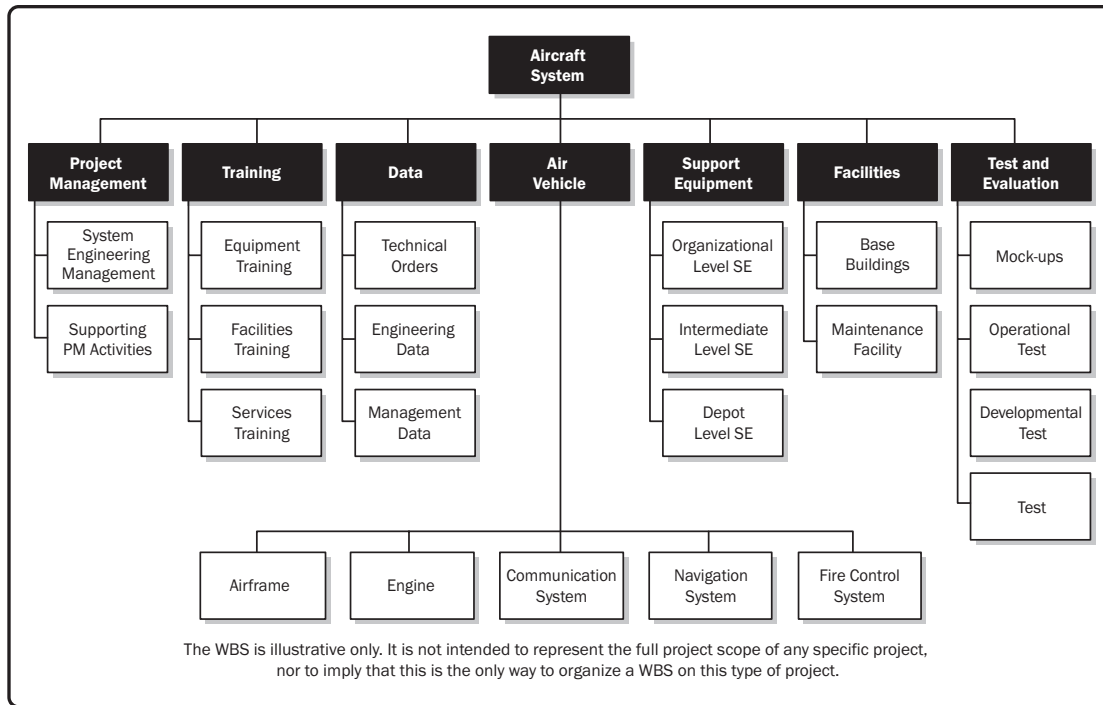 Aircraft
System
Project
Management
Training
Data
Air
Vehicle
Support
Equipment
Facilities
Test and
Evaluation
System
Engineering
Management
Supporting
PM Activities
Equipment
Training
Facilities
Training
Services
Training
Technical
Orders
Engineering
Data
Management
Data
Organizational
Level SE
Intermediate
Level SE
Depot
Level SE
Base
Buildings
Maintenance
Facility
Mock-ups
Operational
Test
Developmental
Test
Test
Airframe
Engine
Communication
System
Navigation
System
Fire Control
System
The WBS is illustrative only. It is not intended to represent the full project scope of any specific project,
nor to imply that this is the only way to organize a WBS on this type of project.